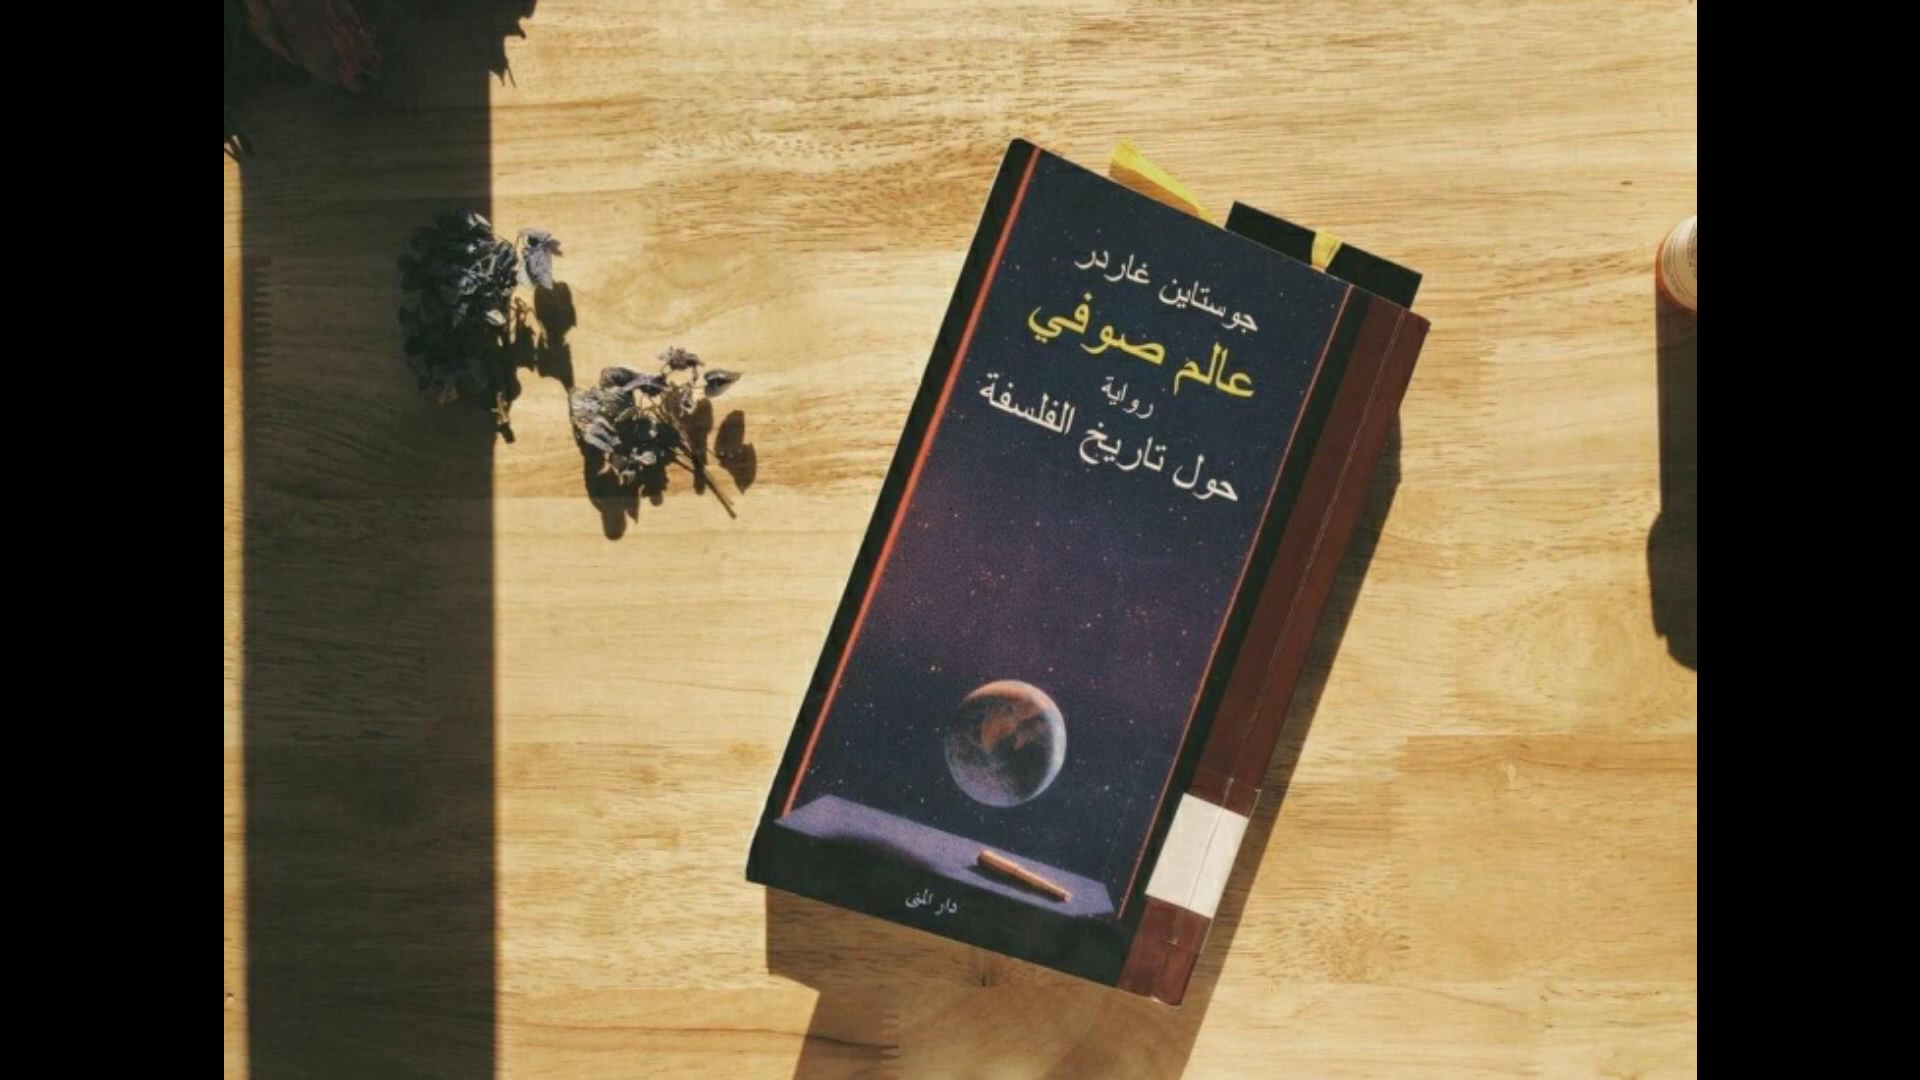 جوستاين غاردر
عالم صوفي
رواية
حول تاريخ الفلسفة
دار المنى